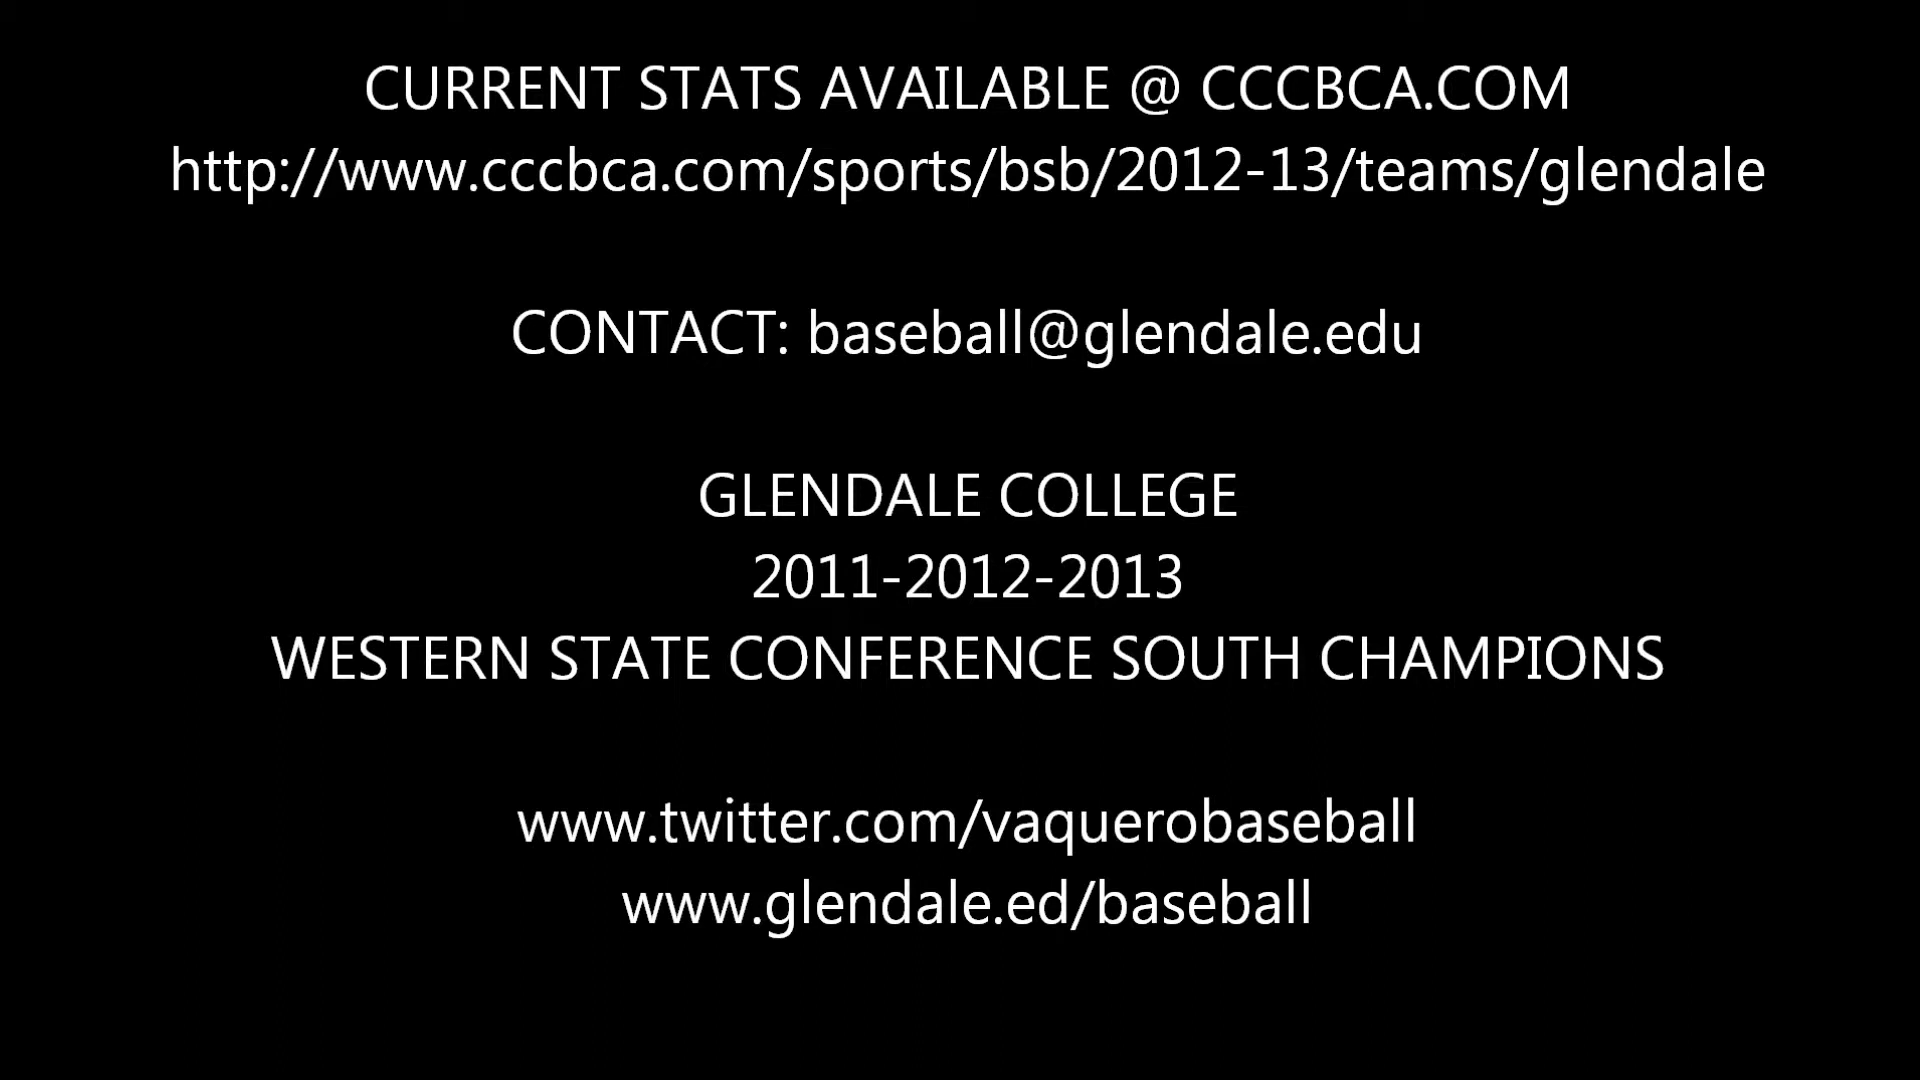 CURRENT STATS AVAILABLE @ CCCBCA.COM
http://www.cccbca.com/sports/bsb/2012-13/teams/glendale
CONTACT: baseball@glendale.edu
GLENDALE COLLEGE
2011-2012-2013
WESTERN STATE CONFERENCE SOUTH CHAMPIONS
www.twitter.com/vaquerobaseball
www.glendale.ed/baseball